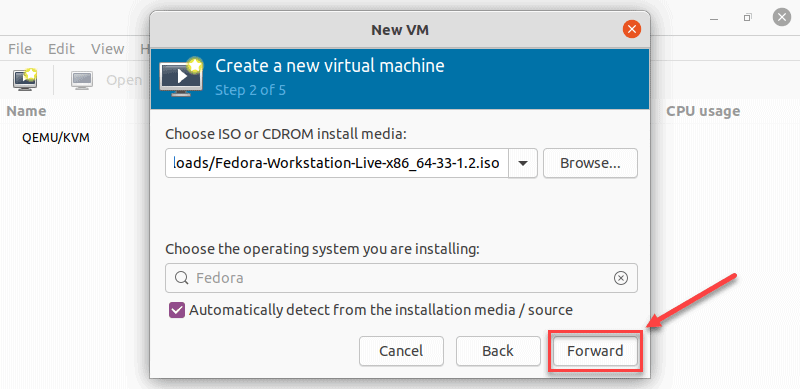 New VM
File Edit View H
Create a new virtual machine
Step 2 of 5
Open
Name
CPU usage
QEMU/KVM
Choose ISO or CDROM install media:
loads/Fedora-Workstation-Live-x86_64-33-1.2.iso
Browse...
Choose the operating system you are installing:
Fedora
Automatically detect from the installation media / source
Cancel
Back
Forward